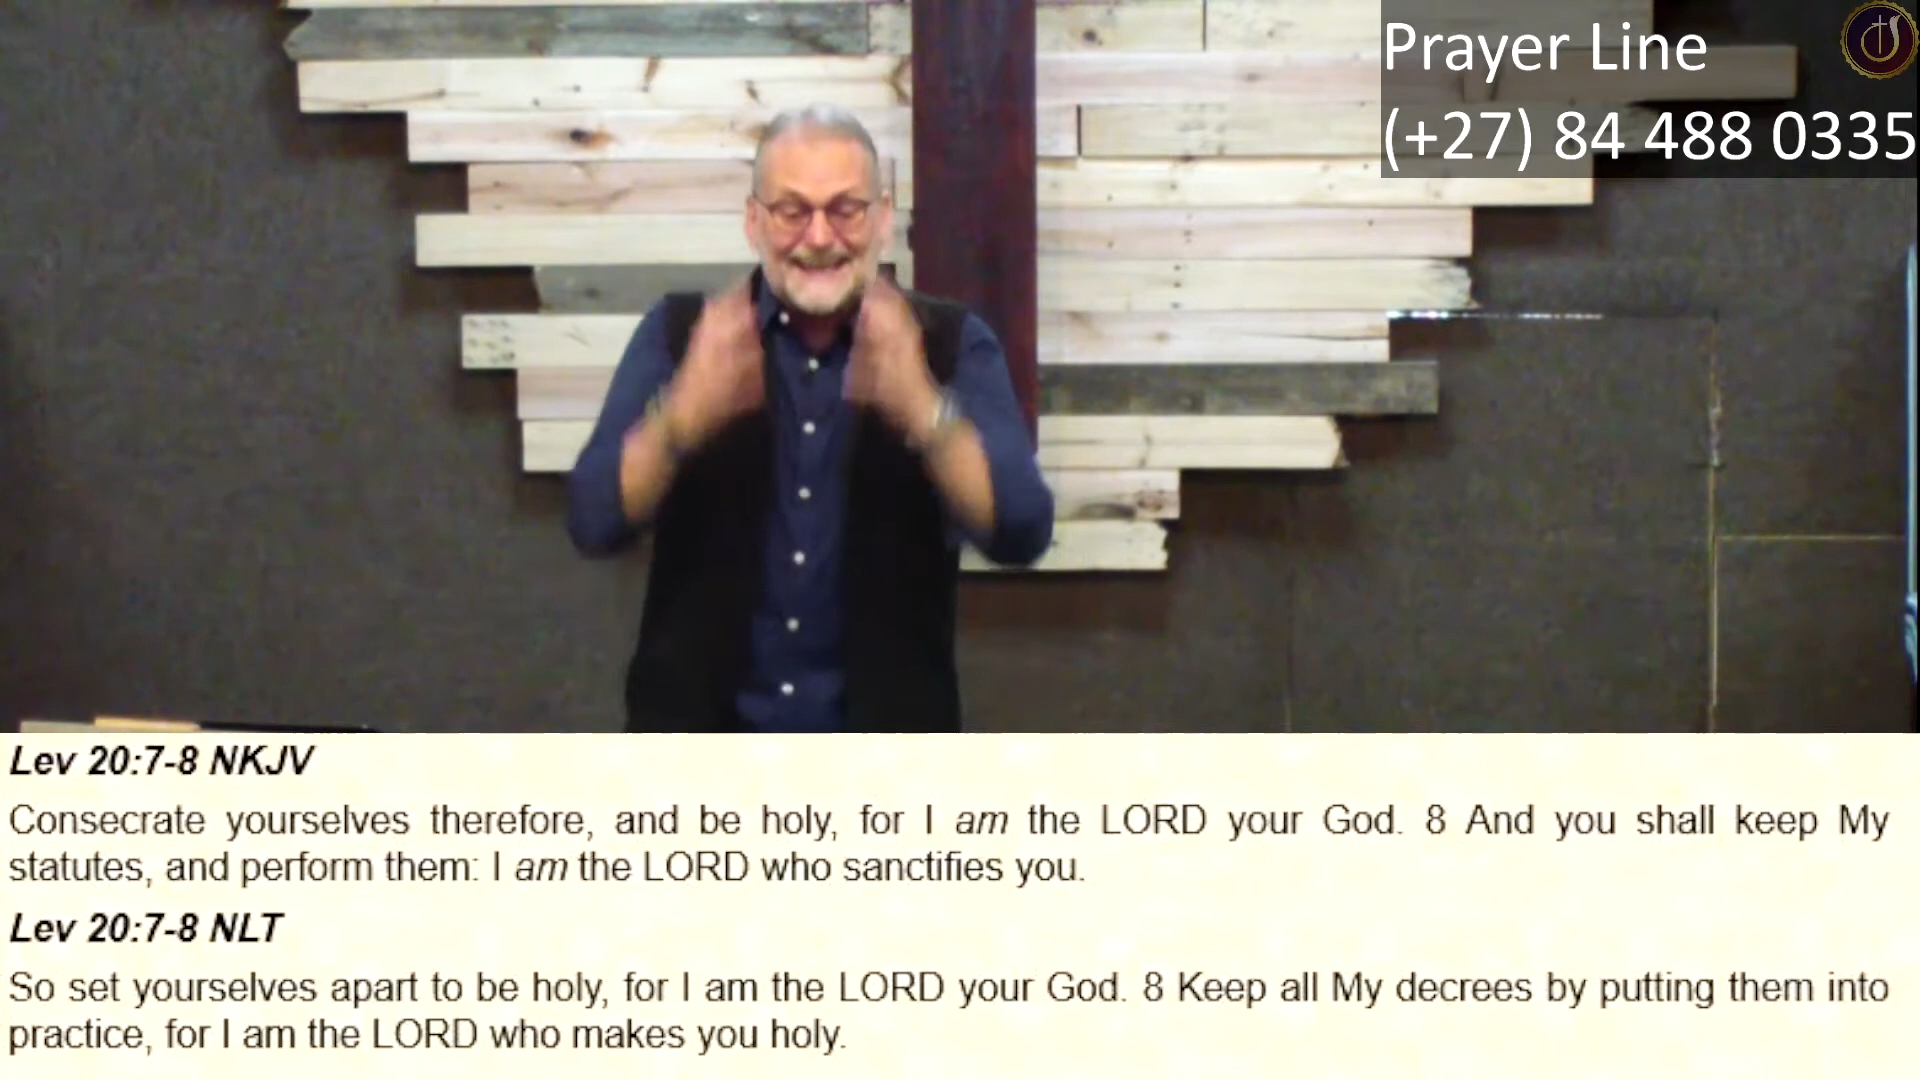 Prayer Line
(+27) 84 488 0335
Lev 20:7-8 NKJV
Consecrate yourselves therefore, and be holy, for I am the LORD your God. 8 And you shall keep My
statutes, and perform them: I am the LORD who sanctifies you.
Lev 20:7-8 NLT
So set yourselves apart to be holy, for I am the LORD your God. 8 Keep all My decrees by putting them into
practice, for I am the LORD who makes you holy.